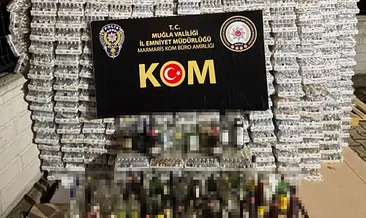 T. C.
MUĞLA VALİLİĞİ
İL EMNİYET MÜDÜRLÜĞÜ
MARMARİS KOM BÜRO AMİRLİĞİ
KOM